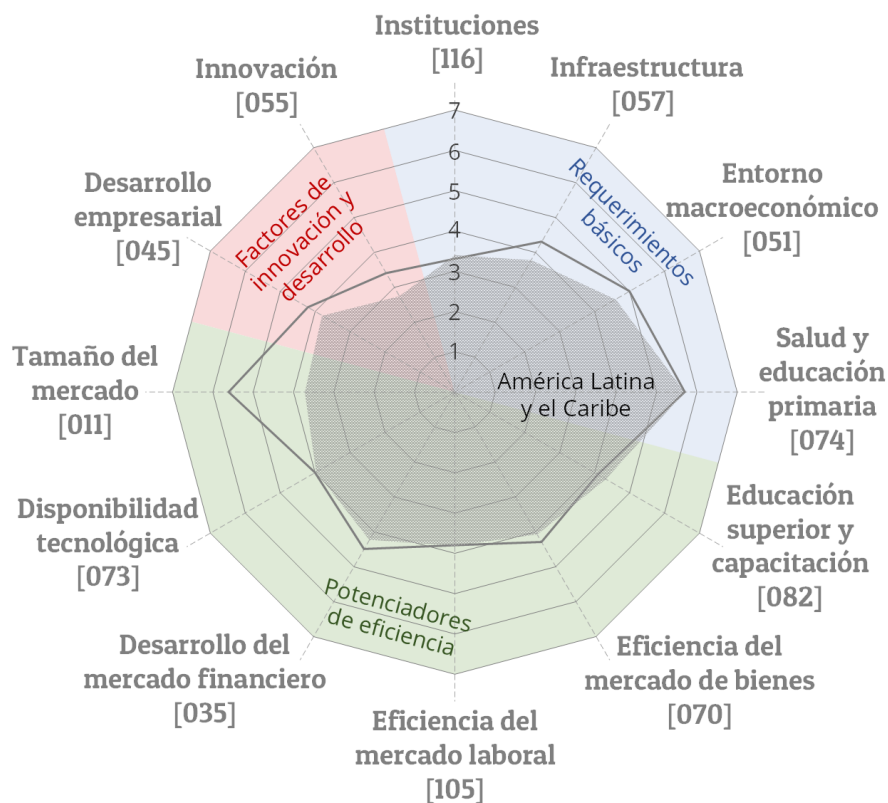 Instituciones
[116]
Infraestructura
[057]
Entorno
macroeconómico
[051]
Salud y
educación
primaria
[074]
Educación
superior y
capacitación
[082]
Eficiencia del
mercado de bienes
[070]
Eficiencia del
mercado laboral
[105]
Desarrollo del
mercado financiero
[035]
Disponibilidad
tecnológica
[073]
Tamaño del
mercado
[011]
Desarrollo
empresarial
[045]
Innovación
[055]
7
6
5
4
3
2
1
Factores de
innovación y
desarrollo
Requerimientos
básicos
América Latina
y el Caribe
Potenciadores
de eficiencia